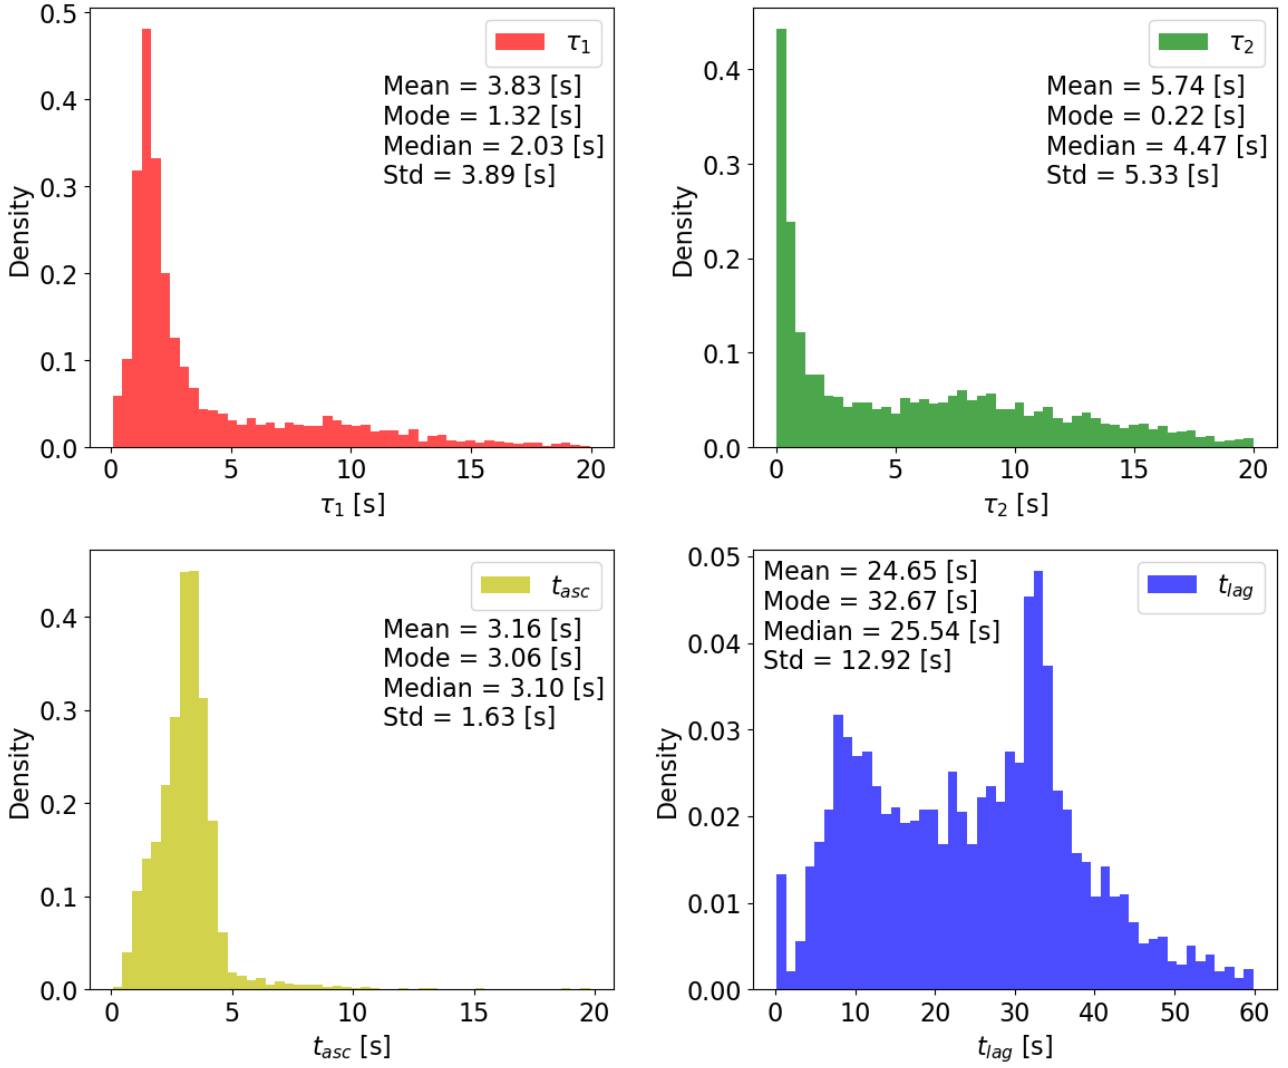 τ1
Mean = 3.83 [s]
Mode = 1.32 [s]
Median = 2.03 [s]
Std = 3.89 [s]
Density
0.5
0.4
0.3
0.2
0.1
0.0
0 5 10 15 20
τ1 [s]
τ2
Mean = 5.74 [s]
Mode = 0.22 [s]
Median = 4.47 [s]
Std = 5.33 [s]
Density
0.4
0.3
0.2
0.1
0.0
0 5 10 15 20
τ2 [s]
tasc
Mean = 3.16 [s]
Mode = 3.06 [s]
Median = 3.10 [s]
Std = 1.63 [s]
Density
0.4
0.3
0.2
0.1
0.0
0 5 10 15 20
tasc [s]
tlag
Mean = 24.65 [s]
Mode = 32.67 [s]
Median = 25.54 [s]
Std = 12.92 [s]
Density
0.05
0.04
0.03
0.02
0.01
0.00
0 10 20 30 40 50 60
tlag [s]